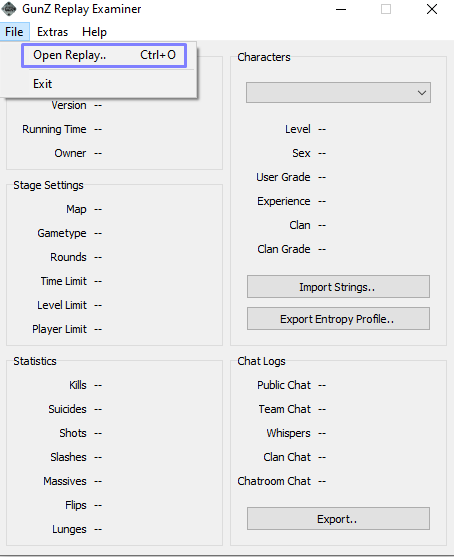 GunZ Replay Examiner
File Extras Help
Open Replay.. Ctrl+O
Exit
Version --
Running Time --
Owner --
Stage Settings
Map --
Gametype --
Rounds --
Time Limit --
Level Limit --
Player Limit --
Statistics
Kills --
Suicides --
Shots --
Slashes --
Massives --
Flips --
Lunges --
Characters
Level --
Sex --
User Grade --
Experience --
Clan --
Clan Grade --
Import Strings..
Export Entropy Profile..
Chat Logs
Public Chat --
Team Chat --
Whispers --
Clan Chat --
Chatroom Chat --
Export..